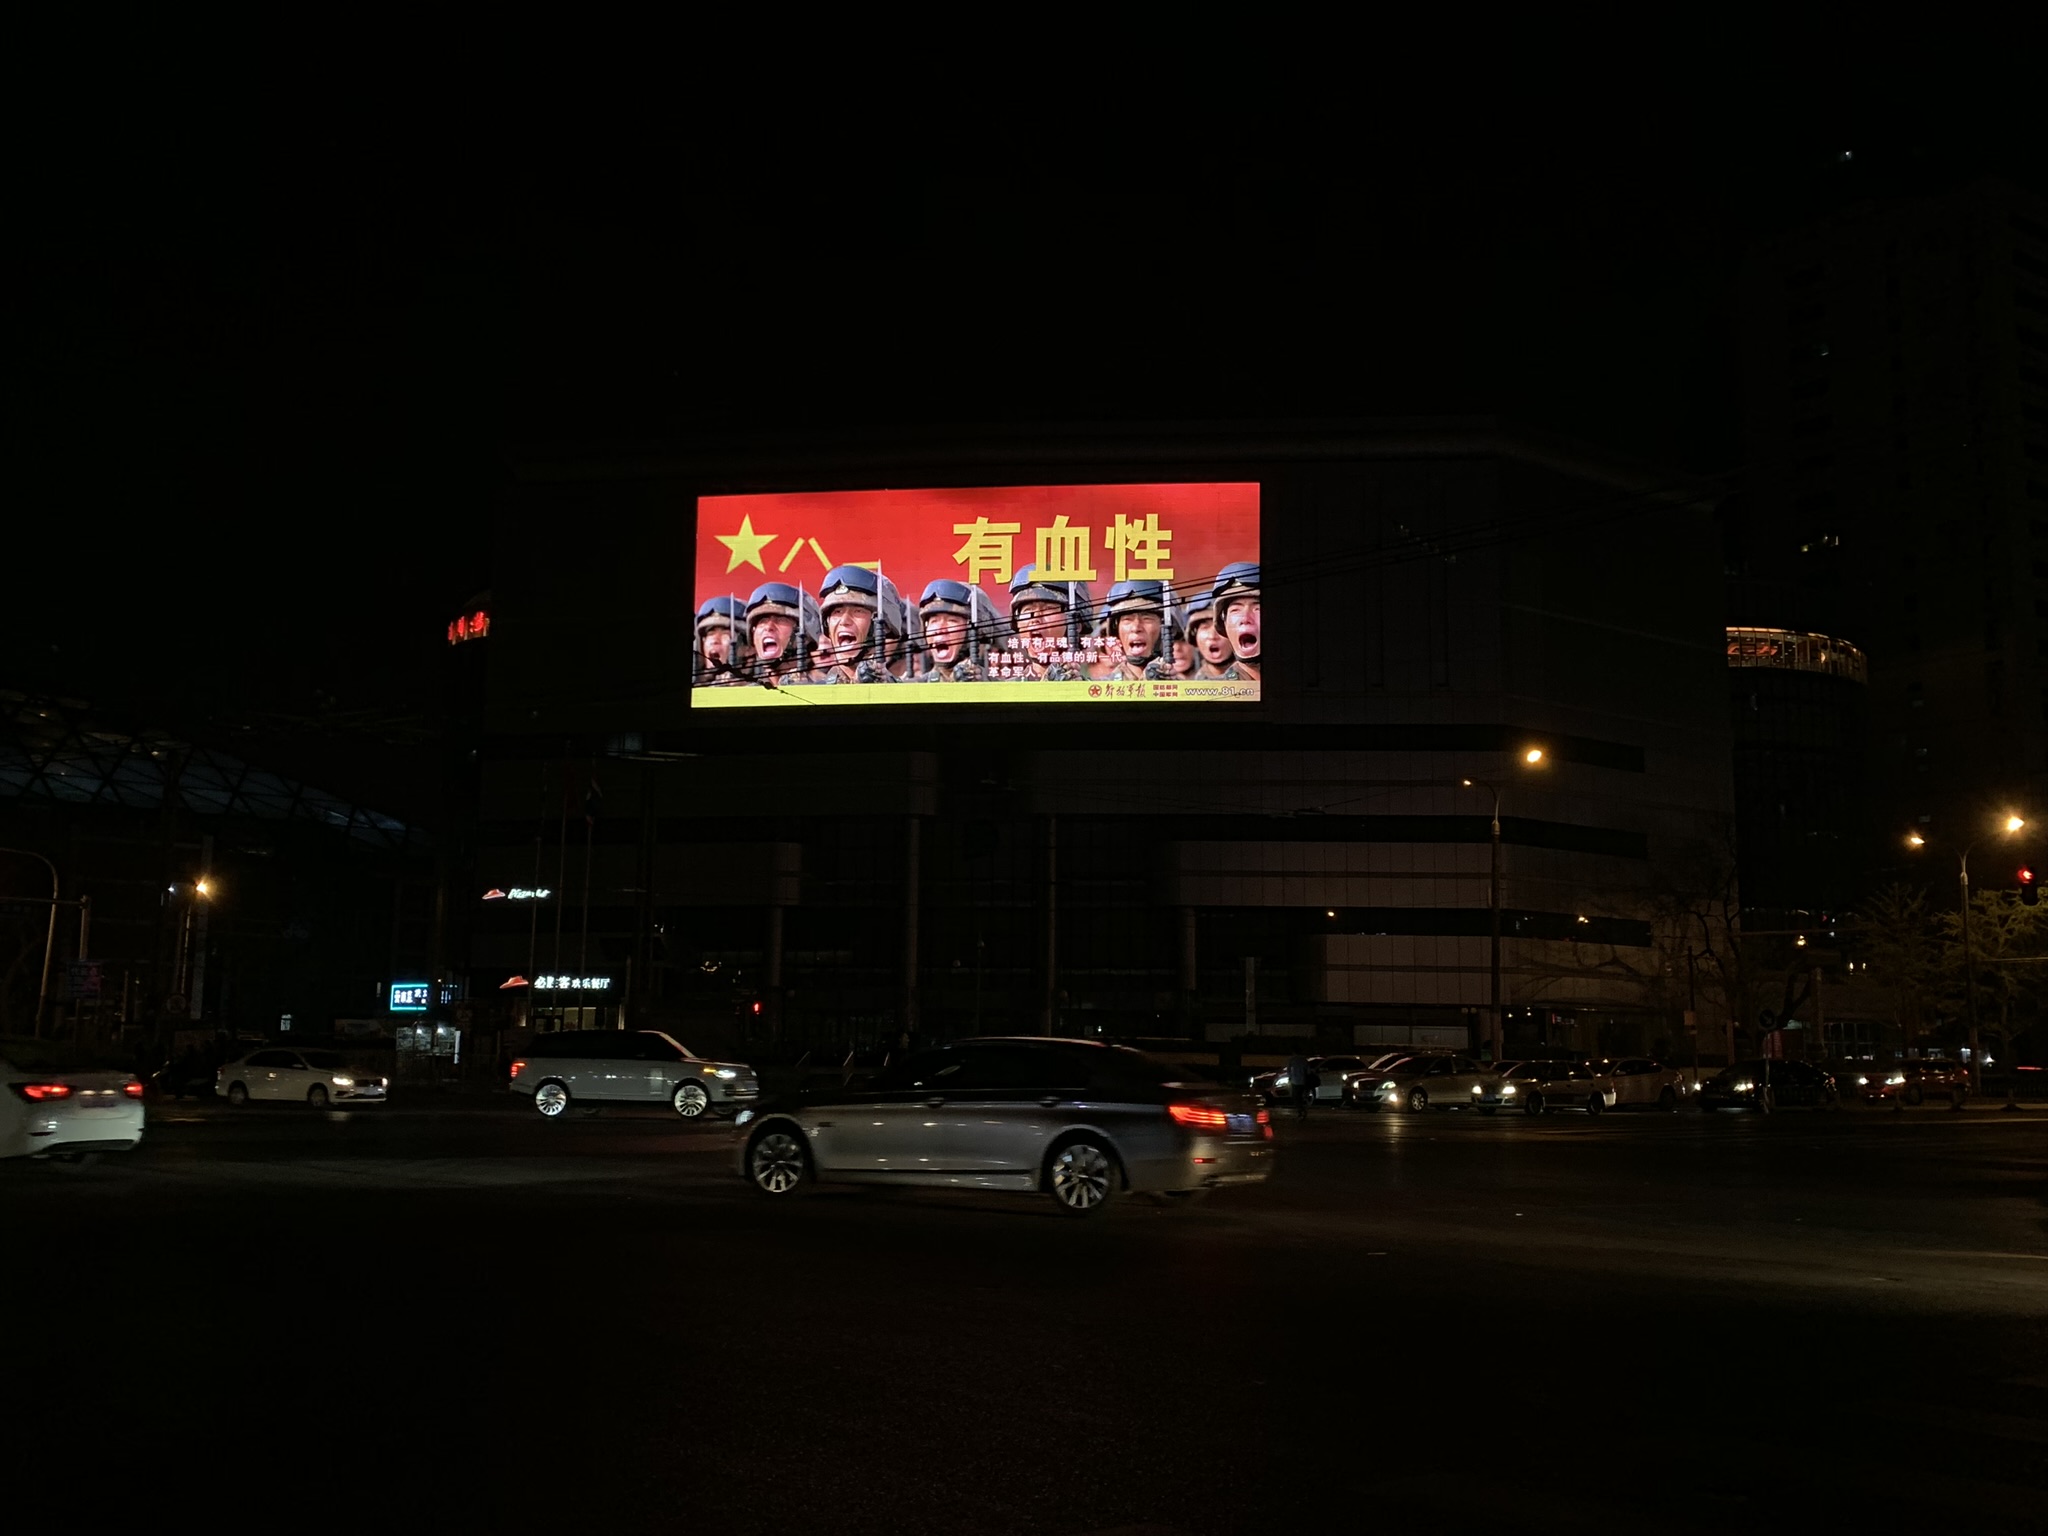 八一
有血性
培育有灵魂、有本事、
有血性、有品德的新一代
革命军人。
解放军报
国防部网
中国军网
www.81.cn
Pizza Hut
必胜客欢乐餐厅